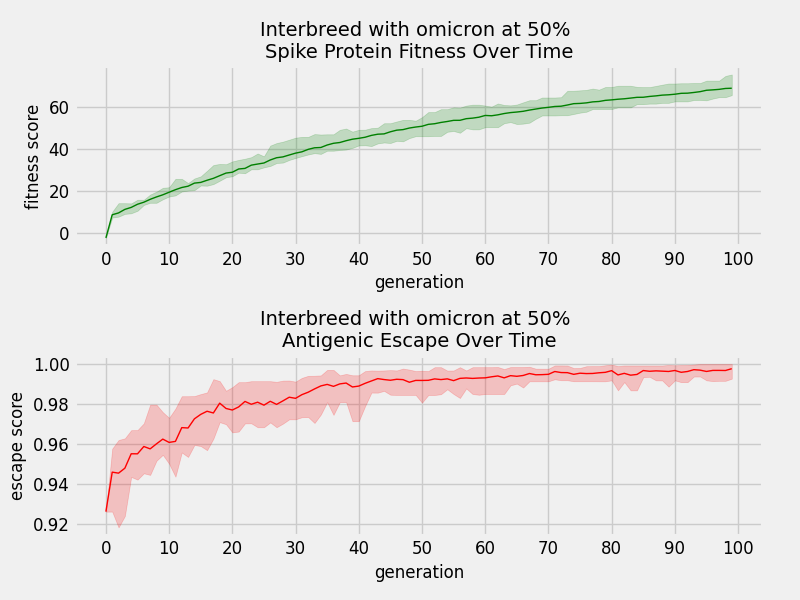 Interbreed with omicron at 50%
Spike Protein Fitness Over Time
fitness score
60
40
20
0
0 10 20 30 40 50 60 70 80 90 100
generation
Interbreed with omicron at 50%
Antigenic Escape Over Time
escape score
1.00
0.98
0.96
0.94
0.92
0 10 20 30 40 50 60 70 80 90 100
generation